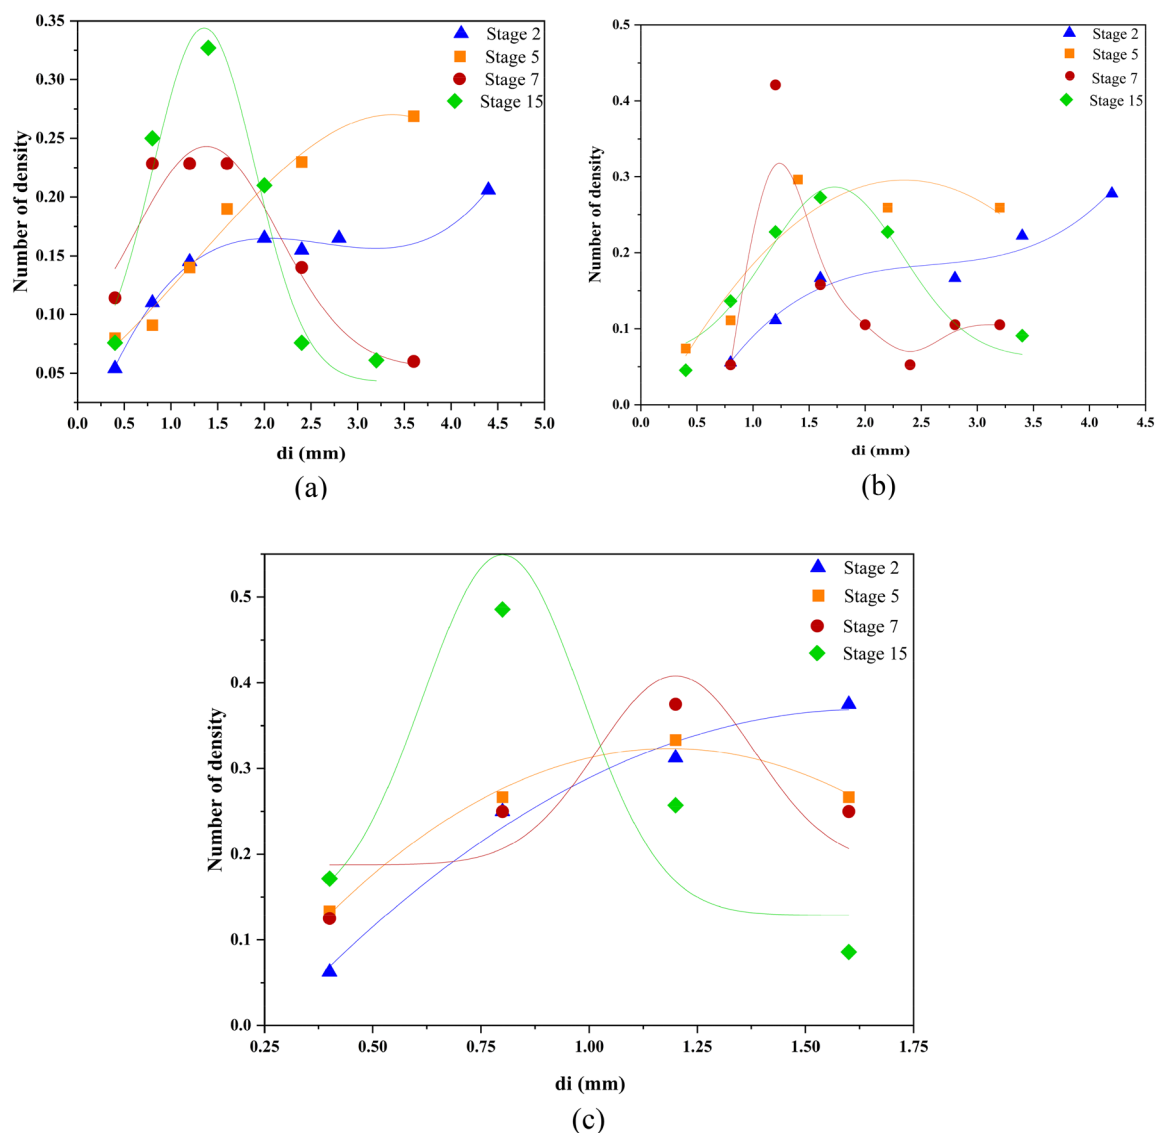 Number of density
0.35
0.30
0.25
0.20
0.15
0.10
0.05
0.0 0.5 1.0 1.5 2.0 2.5 3.0 3.5 4.0 4.5 5.0
di (mm)
Stage 2
Stage 5
Stage 7
Stage 15
(a)
Number of density
0.5
0.4
0.3
0.2
0.1
0.0
0.0 0.5 1.0 1.5 2.0 2.5 3.0 3.5 4.0 4.5
di (mm)
Stage 2
Stage 5
Stage 7
Stage 15
(b)
Number of density
0.5
0.4
0.3
0.2
0.1
0.0
0.25 0.50 0.75 1.00 1.25 1.50 1.75
di (mm)
Stage 2
Stage 5
Stage 7
Stage 15
(c)